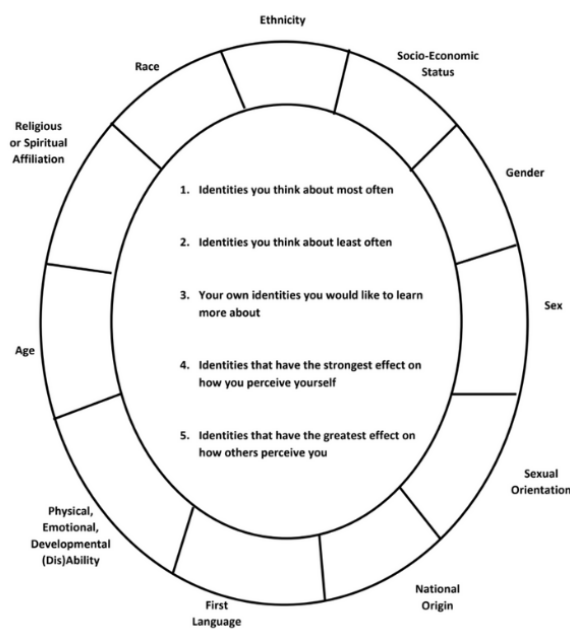 Ethnicity
Socio-Economic
Status
Gender
Sex
Sexual
Orientation
National
Origin
First
Language
Physical,
Emotional,
Developmental
(Dis)Ability
Age
Religious
or Spiritual
Affiliation
Race
1. Identities you think about most often
2. Identities you think about least often
3. Your own identities you would like to learn
more about
4. Identities that have the strongest effect on
how you perceive yourself
5. Identities that have the greatest effect on
how others perceive you